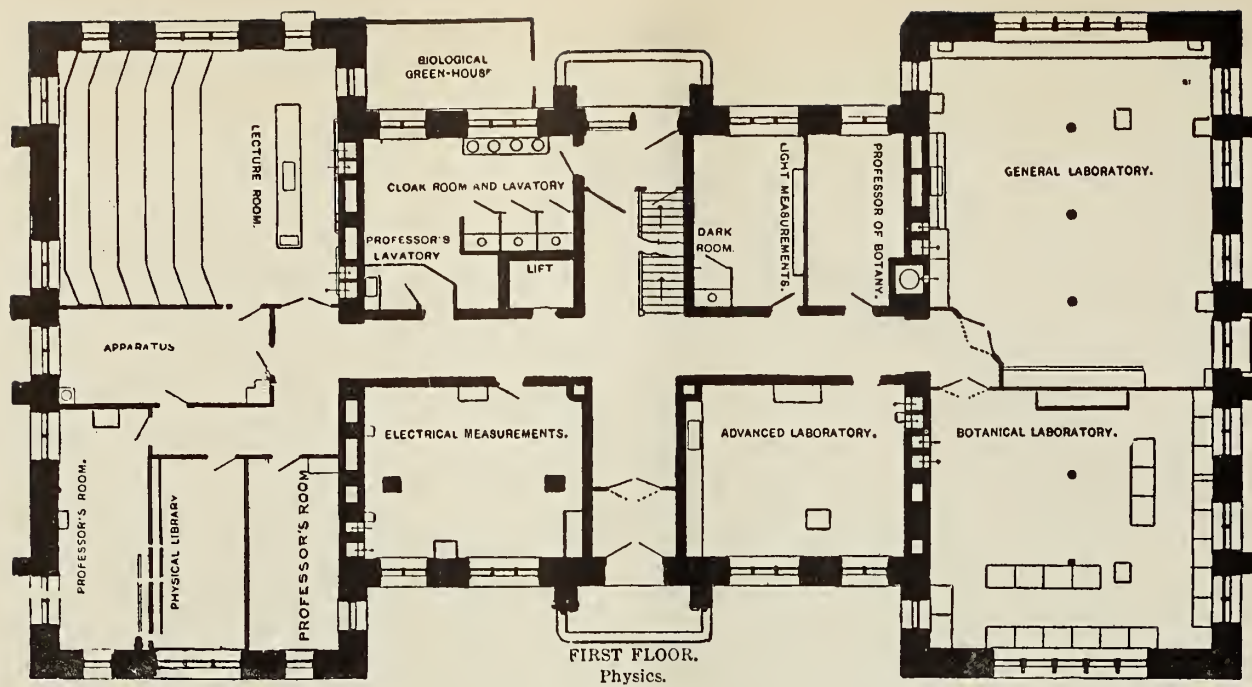 BIOLOGICAL
GREEN-HOUSE
LECTURE ROOM.
CLOAK ROOM AND LAVATORY
PROFESSOR'S
LAVATORY
LIFT
DARK
ROOM.
LIGHT MEASUREMENTS.
PROFESSOR OF BOTANY.
GENERAL LABORATORY.
APPARATUS
ELECTRICAL MEASUREMENTS.
ADVANCED LABORATORY.
BOTANICAL LABORATORY.
PROFESSOR'S ROOM.
PHYSICAL LIBRARY
PROFESSOR'S ROOM
FIRST FLOOR.
Physics.